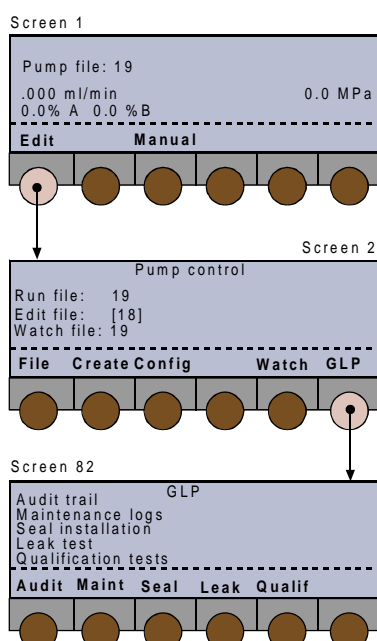 Screen 1
Pump file: 19
.000 ml/min 0.0 MPa
0.0% A 0.0 %B
Edit Manual
Screen 2
Pump control
Run file: 19
Edit file: [18]
Watch file: 19
File Create Config Watch GLP
Screen 82
GLP
Audit trail
Maintenance logs
Seal installation
Leak test
Qualification tests
Audit Maint Seal Leak Qualif